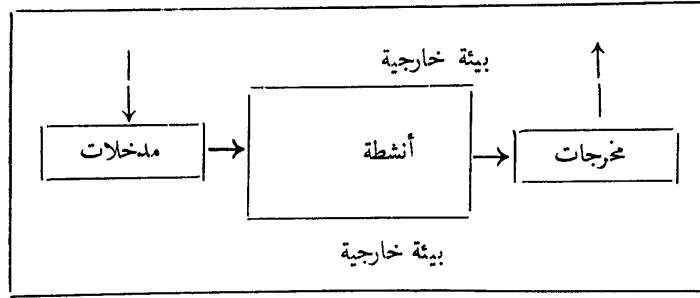 بيئة خارجية
مدخلات
أنشطة
مخرجات
بيئة خارجية